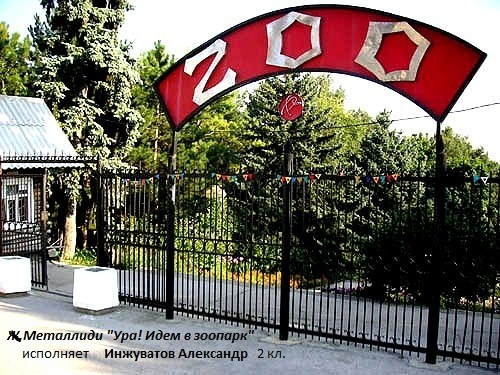 ZOO
Ж Металлиди "Ура! Идем в зоопарк"
исполняет Инжуватов Александр 2 кл.